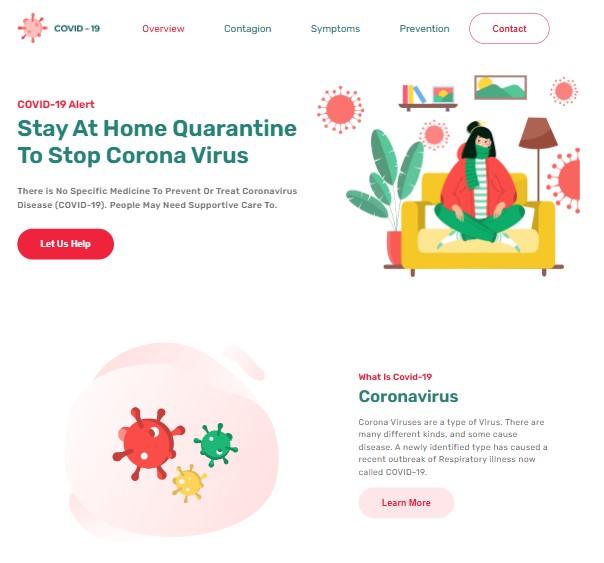 COVID - 19
Overview
Contagion
Symptoms
Prevention
Contact
COVID-19 Alert
Stay At Home Quarantine
To Stop Corona Virus
There is No Specific Medicine To Prevent Or Treat Coronavirus
Disease (COVID-19). People May Need Supportive Care To.
Let Us Help
What Is Covid-19
Coronavirus
Corona Viruses are a type of Virus. There are
many different kinds, and some cause
disease. A newly identified type has caused a
recent outbreak of Respiratory illness now
called COVID-19.
Learn More